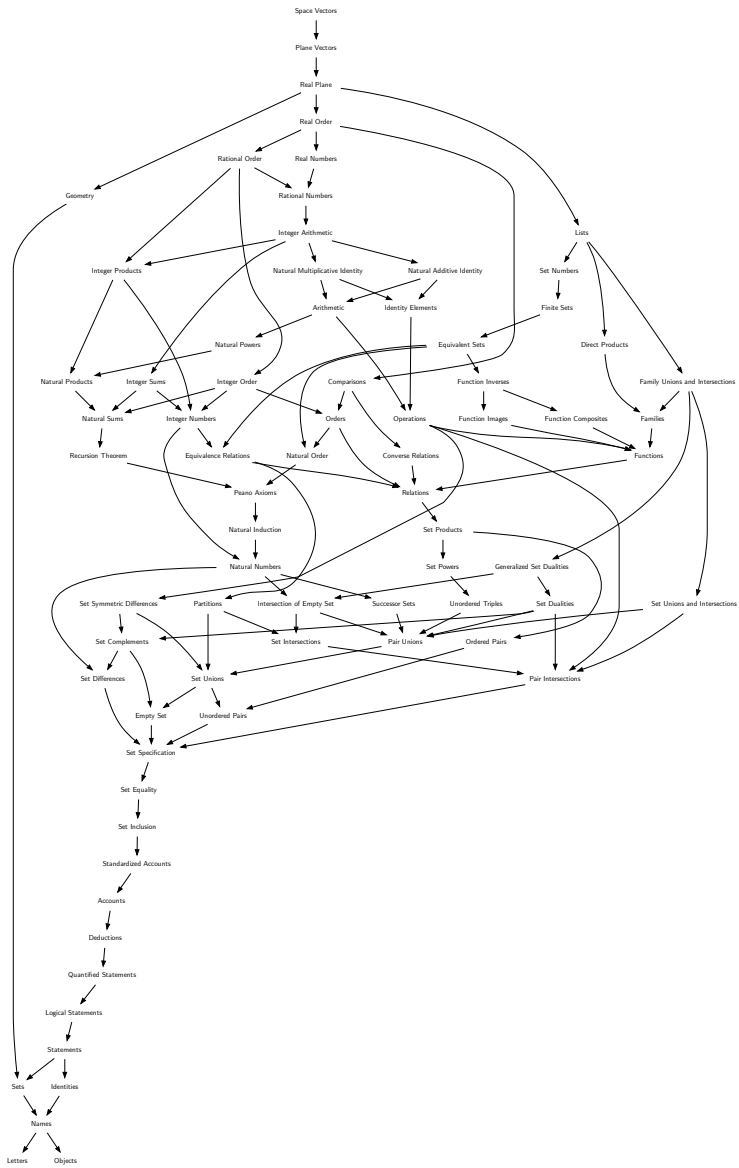 Space Vectors
Plane Vectors
Real Plane
Real Order
Rational Order Real Numbers
Geometry Rational Numbers
Integer Arithmetic Lists
Integer Products Natural Multiplicative Identity Natural Additive Identity Set Numbers
Arithmetic Identity Elements Finite Sets
Natural Powers Equivalent Sets Direct Products
Natural Products Integer Sums Integer Order Comparisons Function Inverses Family Unions and Intersections
Natural Sums Integer Numbers Orders Operations Function Images Function Composites Families
Recursion Theorem Equivalence Relations Natural Order Converse Relations Functions
Peano Axioms Relations
Natural Induction Set Products
Natural Numbers Set Powers Generalized Set Dualities
Set Symmetric Differences Partitions Intersection of Empty Set Successor Sets Unordered Triples Set Dualities Set Unions and Intersections
Set Complements Set Intersections Pair Unions Ordered Pairs
Set Differences Set Unions Pair Intersections
Empty Set Unordered Pairs
Set Specification
Set Equality
Set Inclusion
Standardized Accounts
Accounts
Deductions
Quantified Statements
Logical Statements
Statements
Sets Identities
Names
Letters Objects